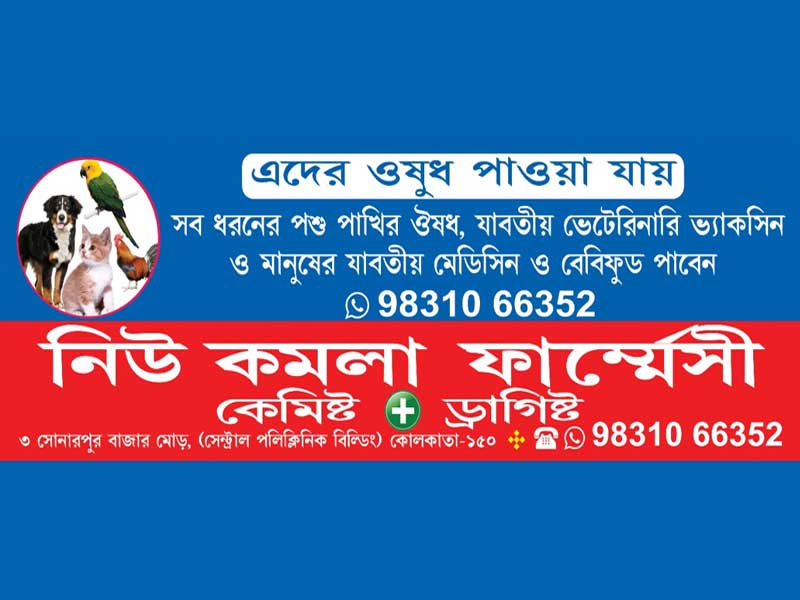 এদের ওষুধ পাওয়া যায়
সব ধরনের পশু পাখির ঔষধ, যাবতীয় ভেটেরিনারি ভ্যাকসিন
ও মানুষের যাবতীয় মেডিসিন ও বেবিফুড পাবেন
98310 66352
নিউ কমলা ফার্ম্মেসী
কেমিষ্ট ড্রাগিষ্ট
৩ সোনারপুর বাজার মোড়, (সেন্ট্রাল পলিক্লিনিক বিল্ডিং) কোলকাতা-১৫০ 98310 66352